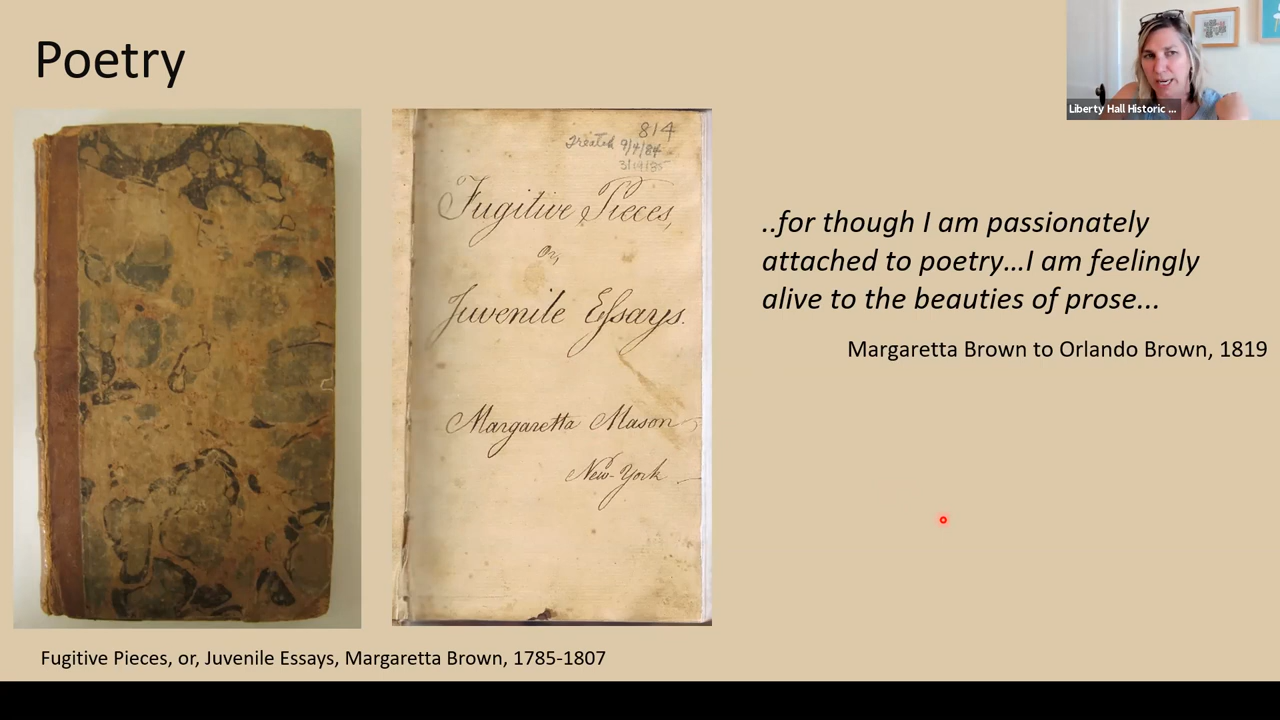 Poetry
Liberty Hall Historic ...
814
Treated 9/4/84
Fugitive Pieces,
or,
Juvenile Eſsays.
Margaretta Mason
New-York
..for though I am passionately
attached to poetry...I am feelingly
alive to the beauties of prose...
Margaretta Brown to Orlando Brown, 1819
Fugitive Pieces, or, Juvenile Essays, Margaretta Brown, 1785-1807